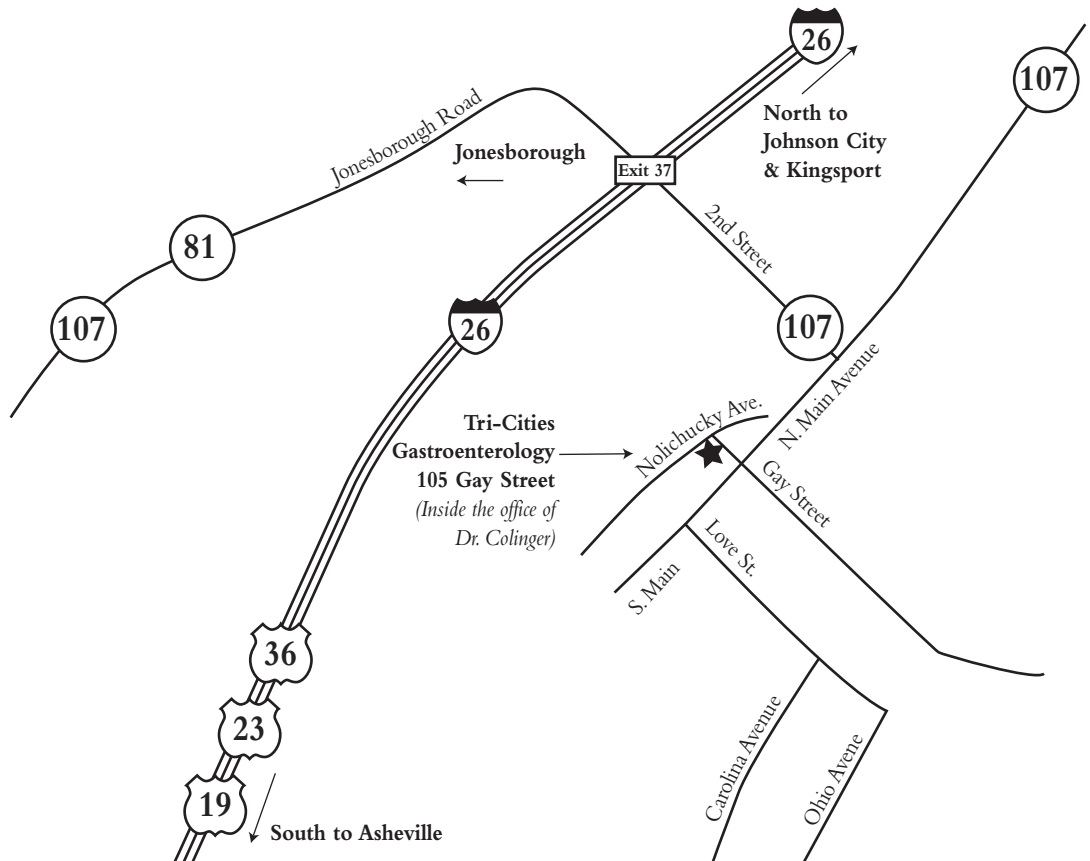 26
107
North to
Johnson City
& Kingsport
Jonesborough Road
Jonesborough
Exit 37
2nd Street
81
107
26
107
N. Main Avenue
Tri-Cities
Gastroenterology
105 Gay Street
(Inside the office of
Dr. Colinger)
Nolichucky Ave.
Gay Street
Love St.
S. Main
36
23
19
South to Asheville
Carolina Avenue
Ohio Avene